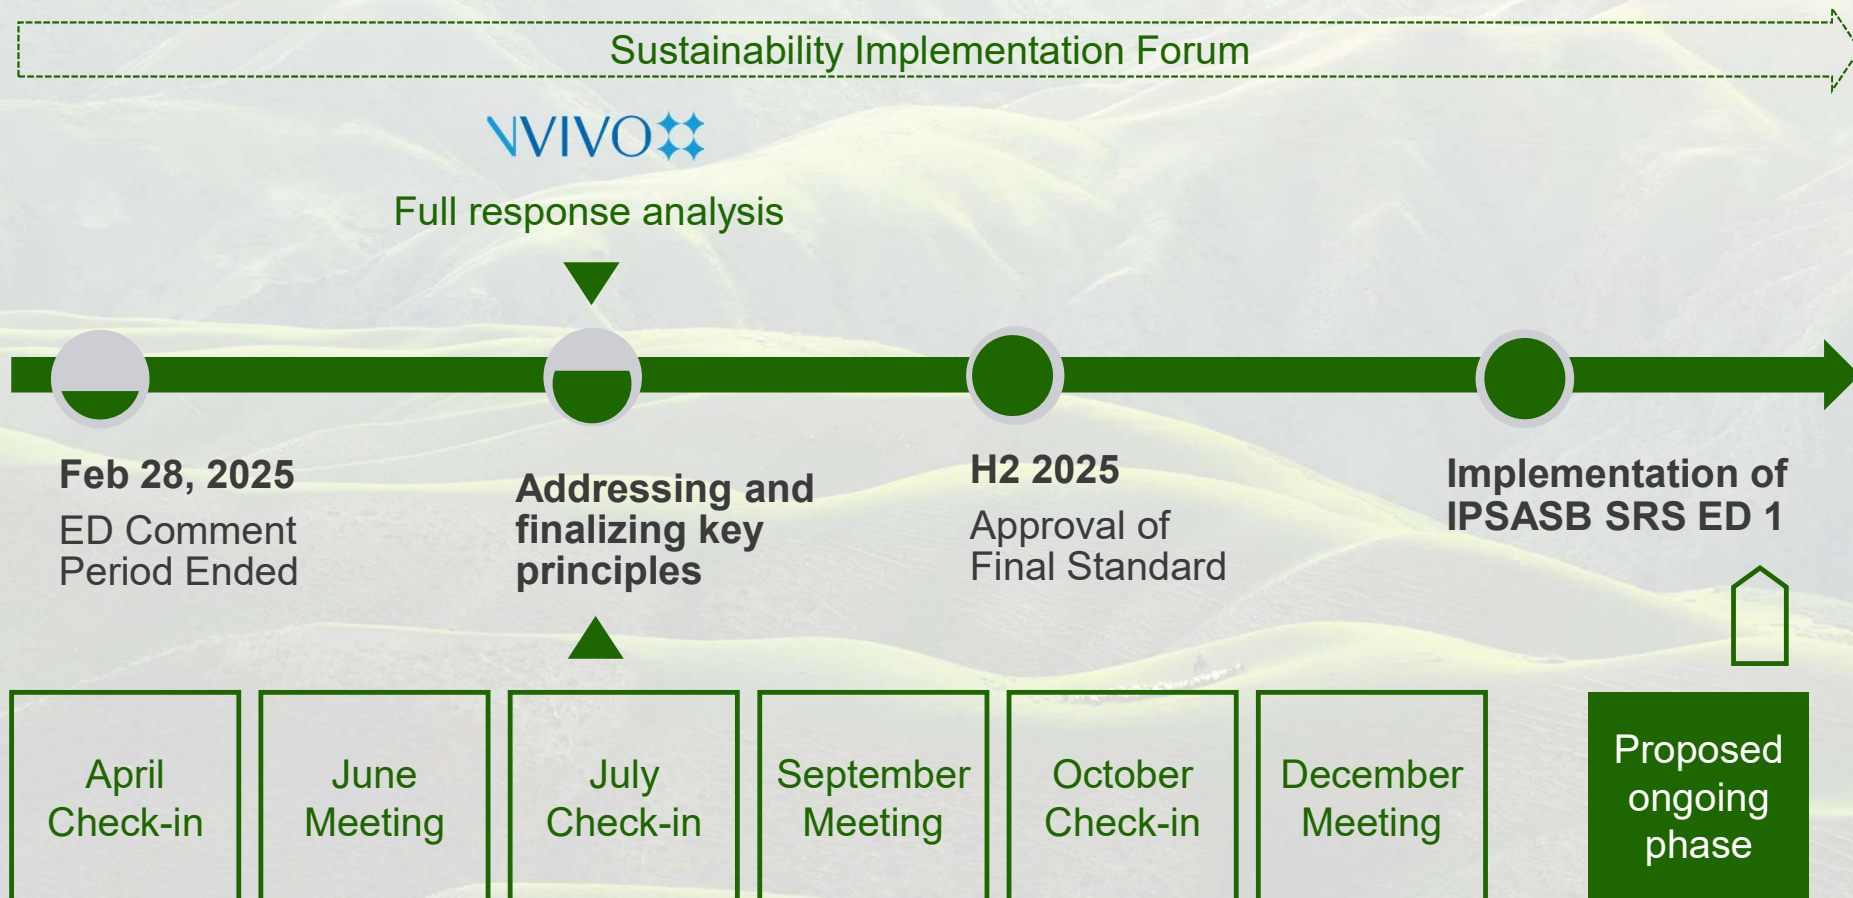 Sustainability Implementation Forum
NVIVO
Full response analysis
Feb 28, 2025
ED Comment
Period Ended
Addressing and
finalizing key
principles
H2 2025
Approval of
Final Standard
Implementation of
IPSASB SRS ED 1
April
Check-in
June
Meeting
July
Check-in
September
Meeting
October
Check-in
December
Meeting
Proposed
ongoing
phase